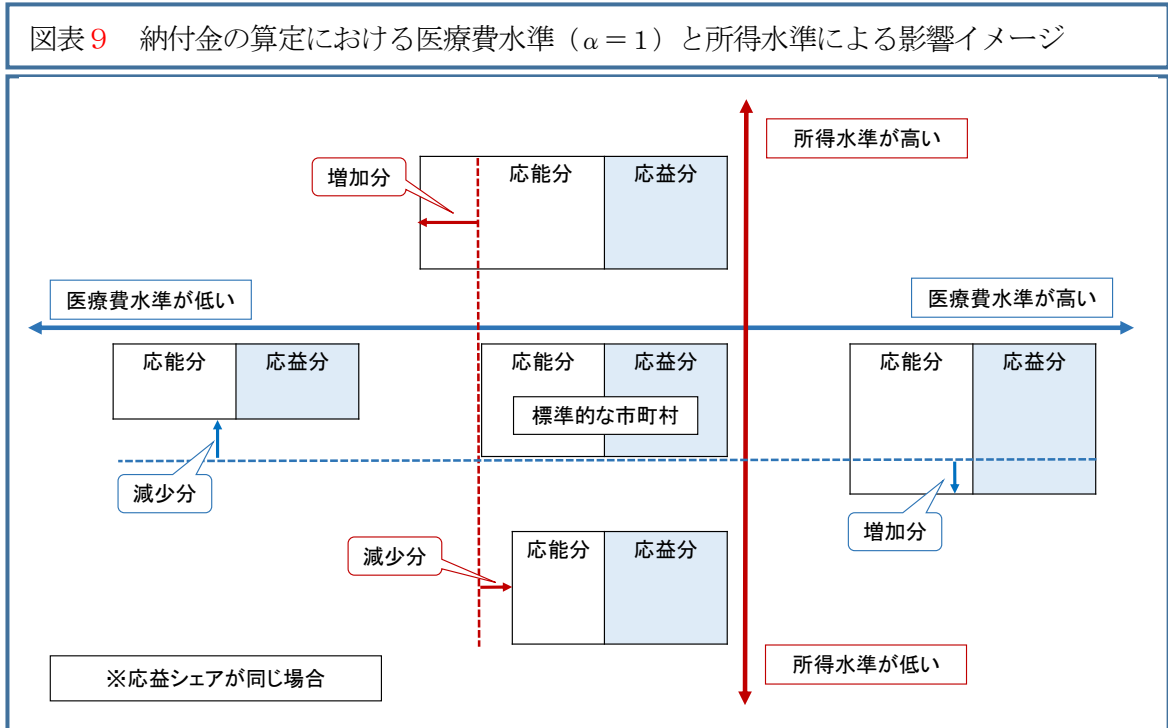 図表9 納付金の算定における医療費水準（α＝1）と所得水準による影響イメージ
所得水準が高い
増加分
応能分
応益分
医療費水準が低い
医療費水準が高い
応能分
応益分
応能分
応益分
標準的な市町村
応能分
応益分
減少分
増加分
減少分
応能分
応益分
※応益シェアが同じ場合
所得水準が低い